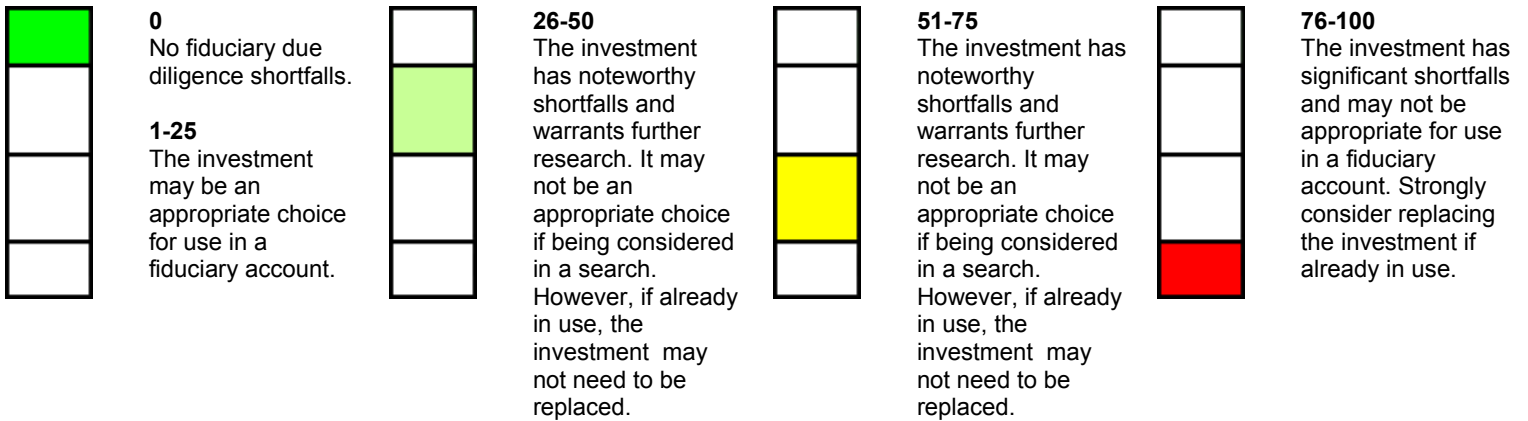 0
No fiduciary due
diligence shortfalls.
1-25
The investment
may be an
appropriate choice
for use in a
fiduciary account.
26-50
The investment
has noteworthy
shortfalls and
warrants further
research. It may
not be an
appropriate choice
if being considered
in a search.
However, if already
in use, the
investment  may
not need to be
replaced.
51-75
The investment has
noteworthy
shortfalls and
warrants further
research. It may
not be an
appropriate choice
if being considered
in a search.
However, if already
in use, the
investment  may
not need to be
replaced.
76-100
The investment has
significant shortfalls
and may not be
appropriate for use
in a fiduciary
account. Strongly
consider replacing
the investment if
already in use.